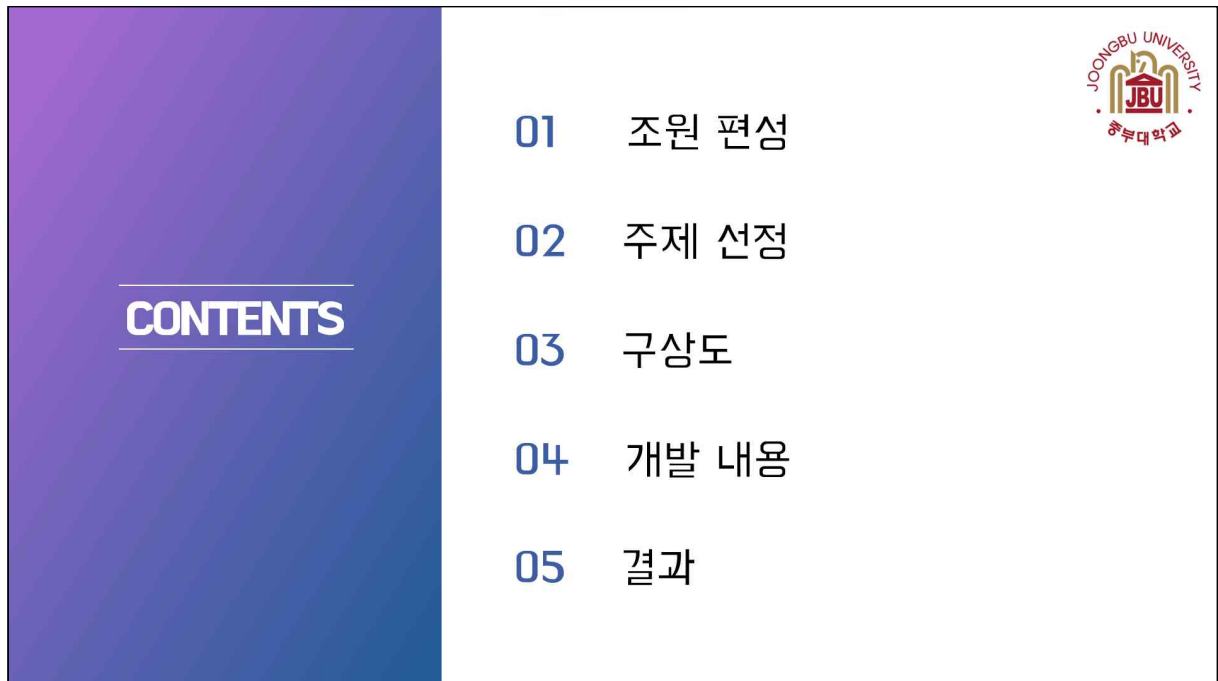 CONTENTS
01 조원 편성
02 주제 선정
03 구상도
04 개발 내용
05 결과
JOONGBU UNIVERSITY
JBU
중부대학교